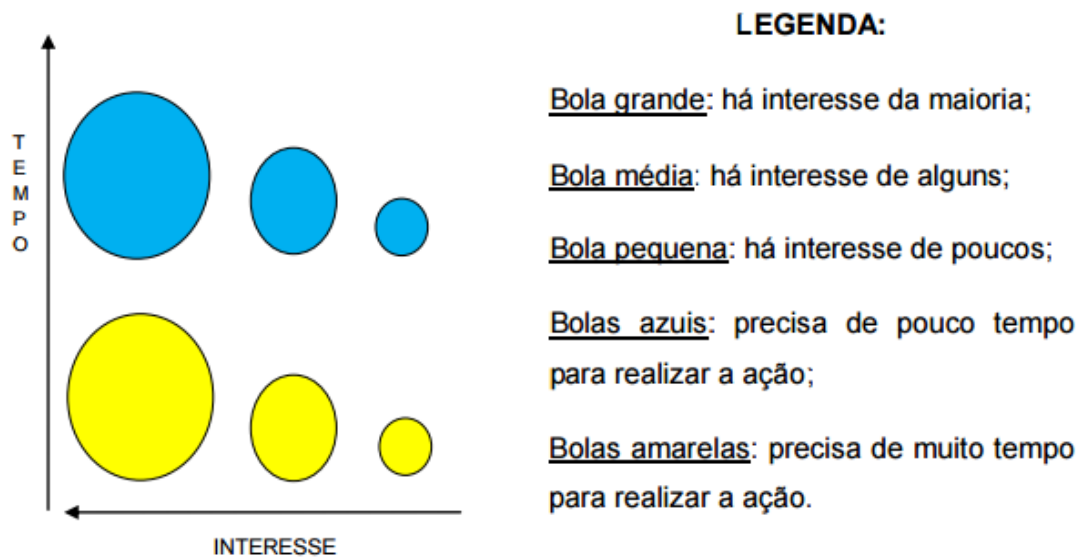 LEGENDA:
T
E
M
P
O
Bola grande: há interesse da maioria;
Bola média: há interesse de alguns;
Bola pequena: há interesse de poucos;
Bolas azuis: precisa de pouco tempo
para realizar a ação;
Bolas amarelas: precisa de muito tempo
para realizar a ação.
INTERESSE